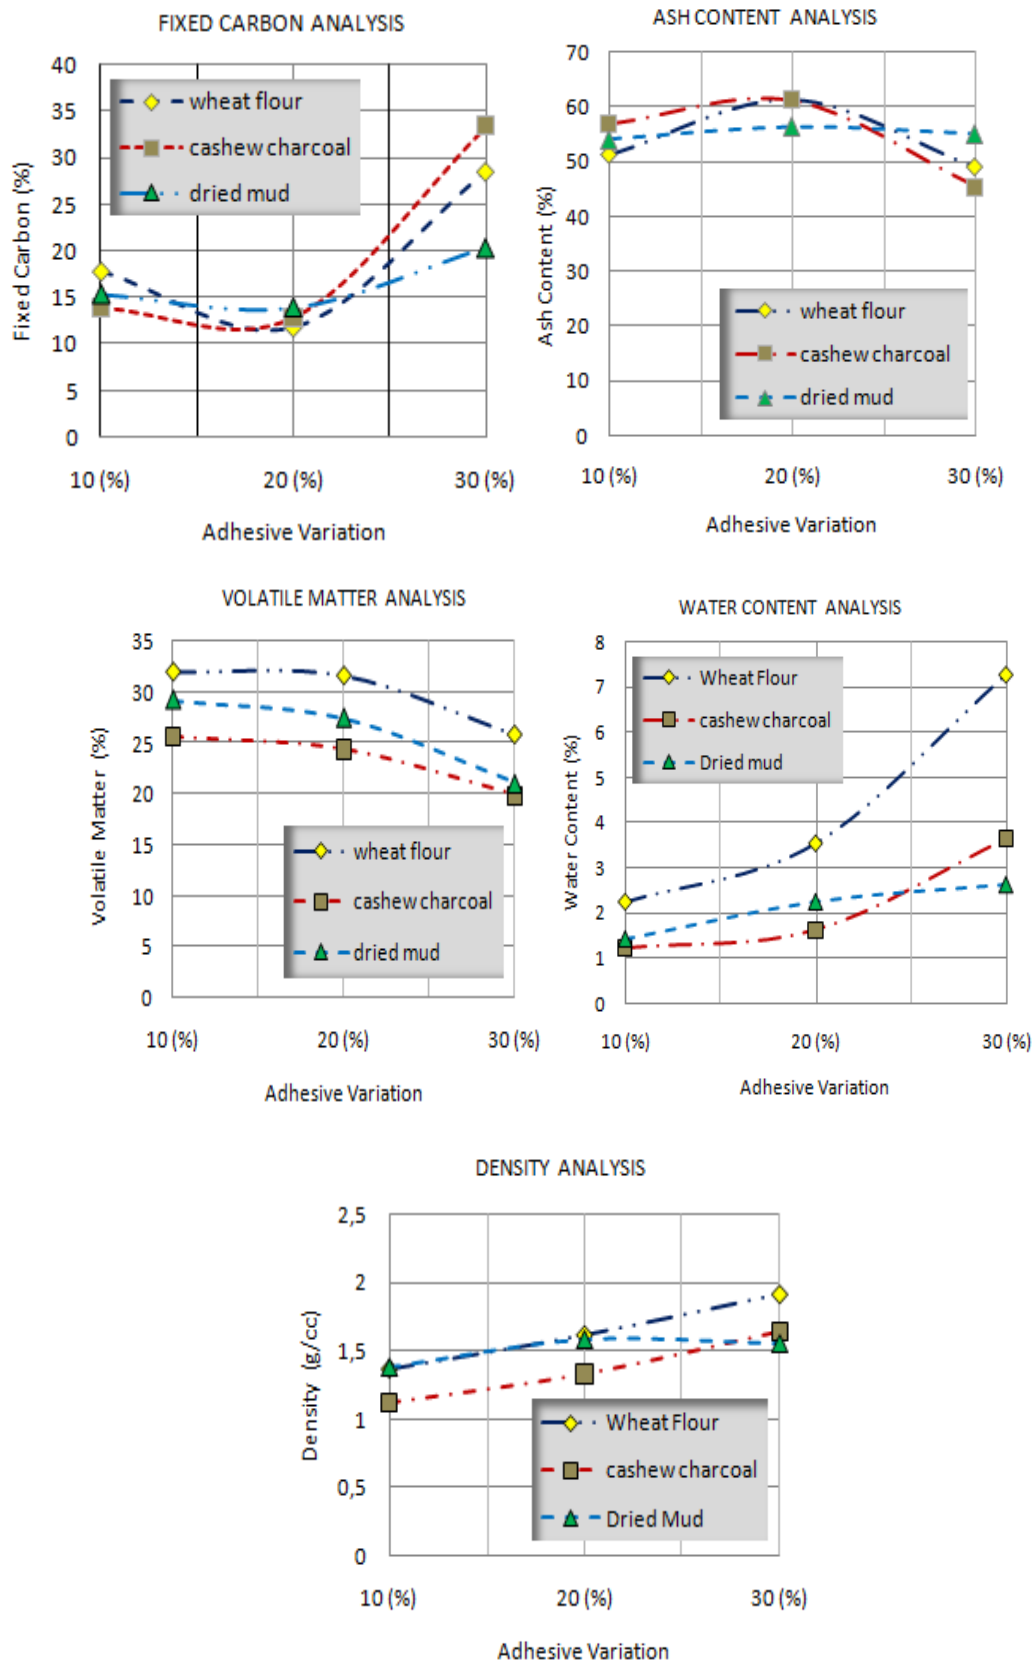 FIXED CARBON ANALYSIS
40
35
30
25
20
15
10
5
0
Fixed Carbon (%)
wheat flour
cashew charcoal
dried mud
10 (%) 20 (%) 30 (%)
Adhesive Variation
ASH CONTENT ANALYSIS
70
60
50
40
30
20
10
0
Ash Content (%)
wheat flour
cashew charcoal
dried mud
10 (%) 20 (%) 30 (%)
Adhesive Variation
VOLATILE MATTER ANALYSIS
35
30
25
20
15
10
5
0
Volatile Matter (%)
wheat flour
cashew charcoal
dried mud
10 (%) 20 (%) 30 (%)
Adhesive Variation
WATER CONTENT ANALYSIS
8
7
6
5
4
3
2
1
0
Water Content (%)
Wheat Flour
cashew charcoal
Dried mud
10 (%) 20 (%) 30 (%)
Adhesive Variation
DENSITY ANALYSIS
2,5
2
1,5
1
0,5
0
Density (g/cc)
Wheat Flour
cashew charcoal
Dried Mud
10 (%) 20 (%) 30 (%)
Adhesive Variation